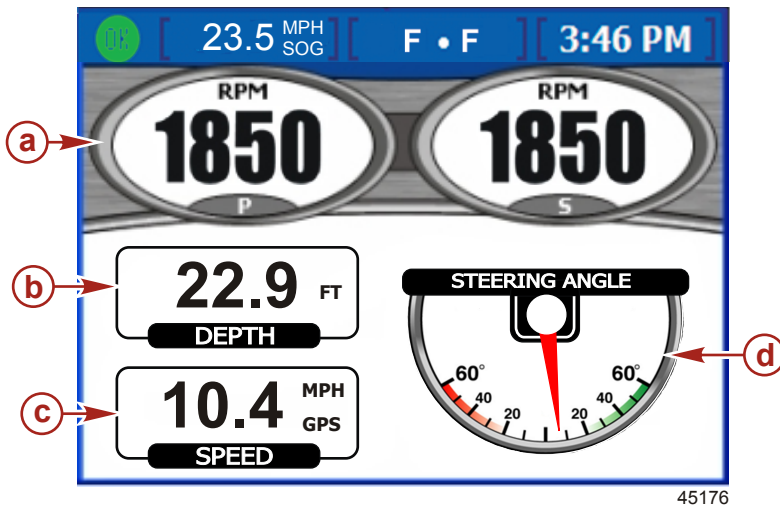 OK [ 23.5 MPH SOG ] [ F • F ] [ 3:46 PM ]
RPM RPM
a 1850 1850
P S
b 22.9 FT
DEPTH
STEERING ANGLE
d
60° 40 20 20 40 60°
c 10.4 MPH GPS
SPEED
45176